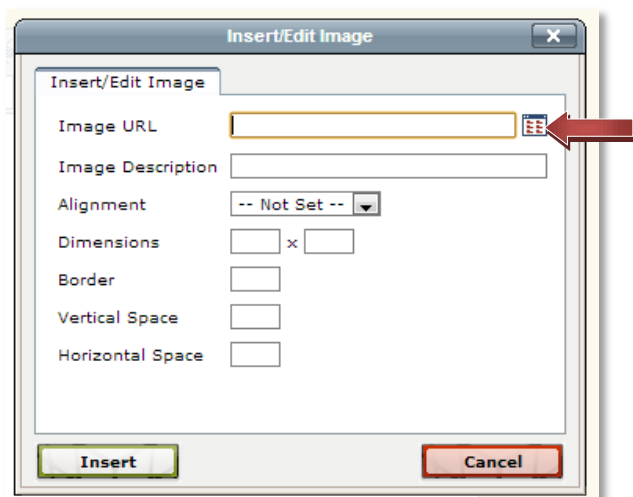 Insert/Edit Image
Insert/Edit Image
Image URL
Image Description
Alignment -- Not Set --
Dimensions x
Border
Vertical Space
Horizontal Space
Insert Cancel